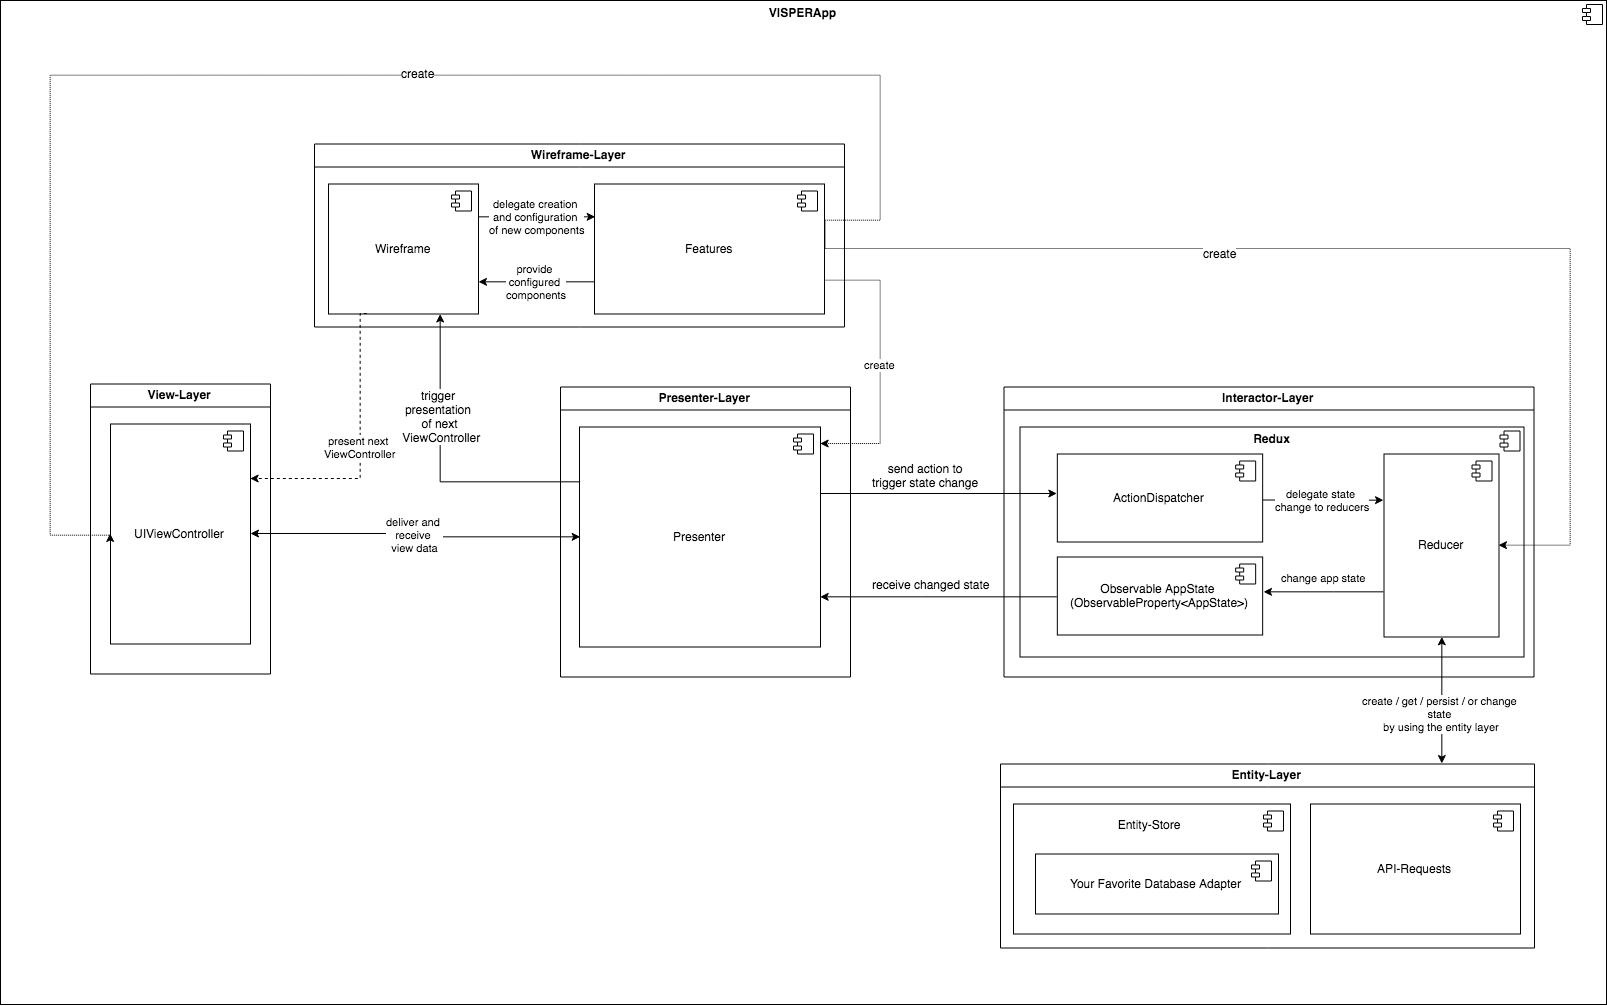 VISPERApp
create
Wireframe-Layer
Wireframe
delegate creation
and configuration
of new components
Features
provide
configured
components
create
create
View-Layer
UIViewController
present next
ViewController
trigger
presentation
of next
ViewController
deliver and
receive
view data
Presenter-Layer
Presenter
send action to
trigger state change
receive changed state
Interactor-Layer
Redux
ActionDispatcher
delegate state
change to reducers
Reducer
Observable AppState
(ObservableProperty<AppState>)
change app state
create / get / persist / or change
state
by using the entity layer
Entity-Layer
Entity-Store
Your Favorite Database Adapter
API-Requests